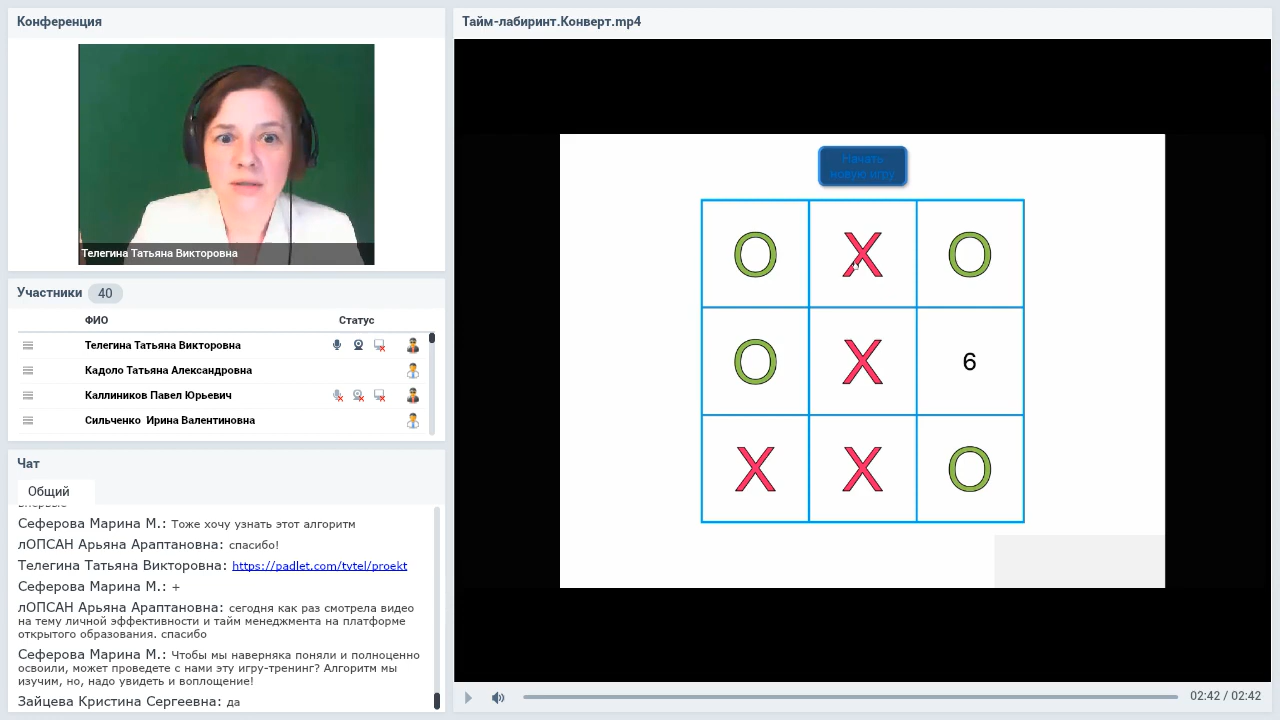 Конференция
Телегина Татьяна Викторовна
Участники 40
ФИО Статус
Телегина Татьяна Викторовна
Кадоло Татьяна Александровна
Каллиников Павел Юрьевич
Сильченко Ирина Валентиновна
Чат
Общий
впервые
Сеферова Марина М.: Тоже хочу узнать этот алгоритм
лОПСАН Арьяна Араптановна: спасибо!
Телегина Татьяна Викторовна: https://padlet.com/tvtel/proekt
Сеферова Марина М.: +
лОПСАН Арьяна Араптановна: сегодня как раз смотрела видео
на тему личной эффективности и тайм менеджмента на платформе
открытого образования. спасибо
Сеферова Марина М.: Чтобы мы наверняка поняли и полноценно
освоили, может проведете с нами эту игру-тренинг? Алгоритм мы
изучим, но, надо увидеть и воплощение!
Зайцева Кристина Сергеевна: да
Тайм-лабиринт.Конверт.mp4
Начать
новую игру
O X O
O X 6
X X O
02:42 / 02:42